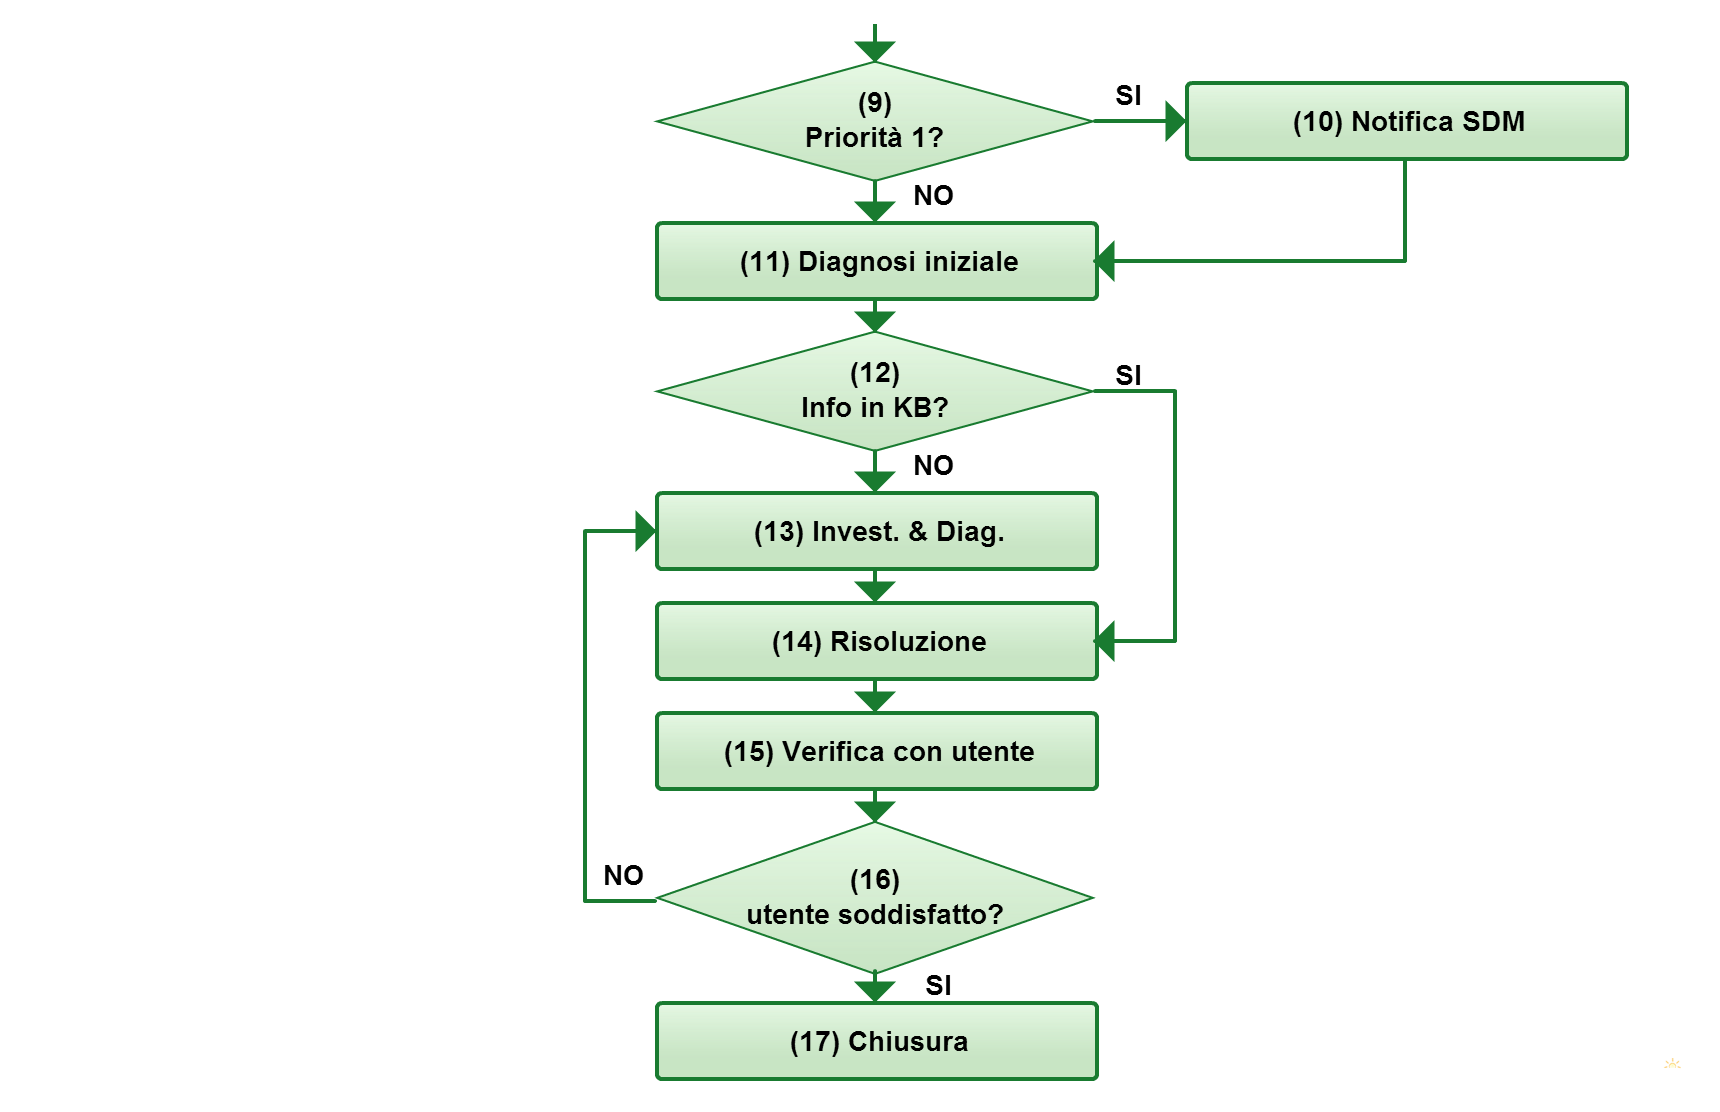 (9)
Priorità 1?
SI
(10) Notifica SDM
NO
(11) Diagnosi iniziale
(12)
Info in KB?
SI
NO
(13) Invest. & Diag.
(14) Risoluzione
(15) Verifica con utente
(16)
utente soddisfatto?
NO
SI
(17) Chiusura